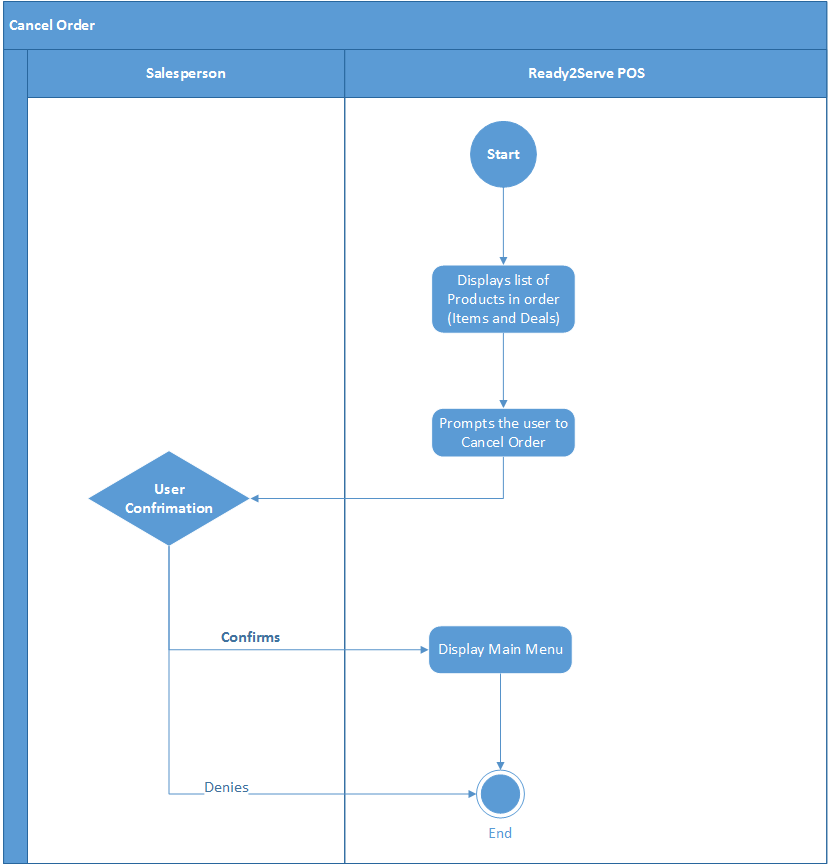 Cancel Order
Salesperson
Ready2Serve POS
Start
Displays list of
Products in order
(Items and Deals)
Prompts the user to
Cancel Order
User
Confrimation
Confirms
Display Main Menu
Denies
End